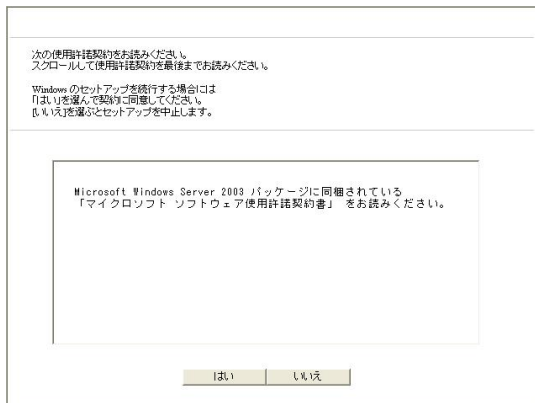 次の使用許諾契約をお読みください。
スクロールして使用許諾契約を最後までお読みください。
Windows のセットアップを続行する場合には
[はい]を選んで契約に同意してください。
[いいえ]を選ぶとセットアップを中止します。
Microsoft Windows Server 2003 パッケージに同梱されている
「マイクロソフト ソフトウェア使用許諾契約書」 をお読みください。
はい
いいえ